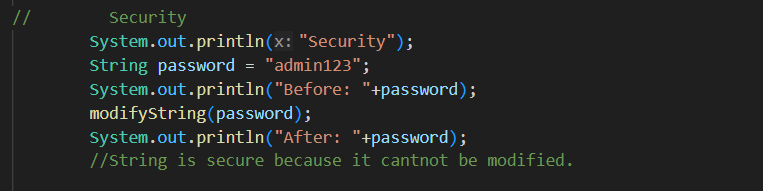 // Security
System.out.println(x: "Security");
String password = "admin123";
System.out.println("Before: "+password);
modifyString(password);
System.out.println("After: "+password);
//String is secure because it cantnot be modified.